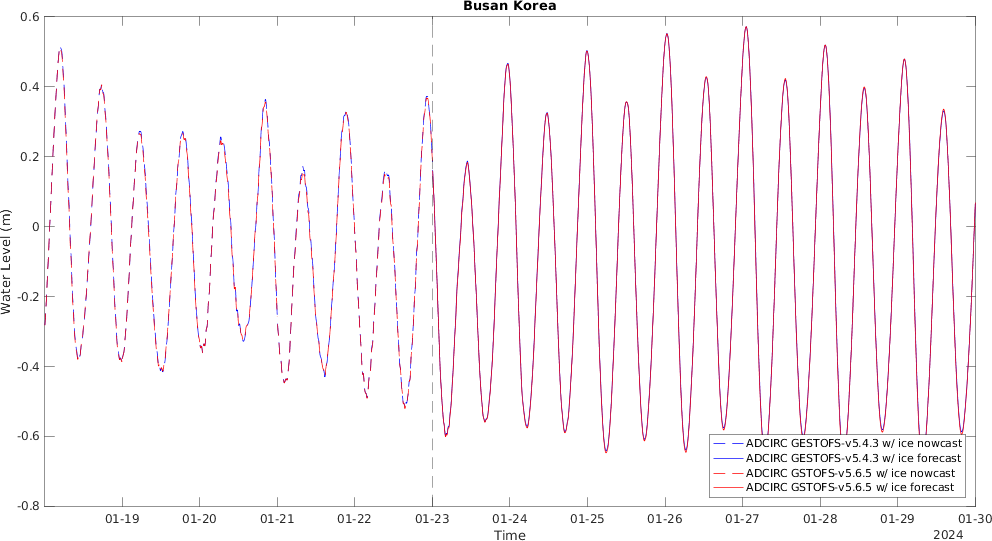 Busan Korea
0.6
0.4
0.2
0
-0.2
-0.4
-0.6
-0.8
Water Level (m)
ADCIRC GESTOFS-v5.4.3 w/ ice nowcast
ADCIRC GESTOFS-v5.4.3 w/ ice forecast
ADCIRC GSTOFS-v5.6.5 w/ ice nowcast
ADCIRC GSTOFS-v5.6.5 w/ ice forecast
01-19 01-20 01-21 01-22 01-23 01-24 01-25 01-26 01-27 01-28 01-29 01-30
Time
2024